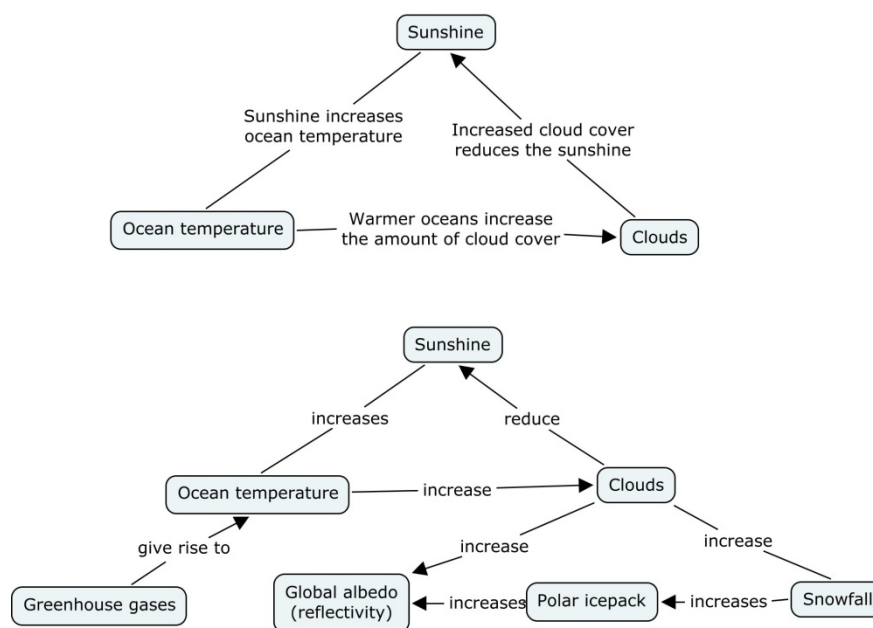 Sunshine
Sunshine increases
ocean temperature
Increased cloud cover
reduces the sunshine
Ocean temperature
Warmer oceans increase
the amount of cloud cover
Clouds
Sunshine
increases
reduce
Ocean temperature
increase
Clouds
give rise to
increase
increase
Greenhouse gases
Global albedo
(reflectivity)
increases
Polar icepack
increases
Snowfall